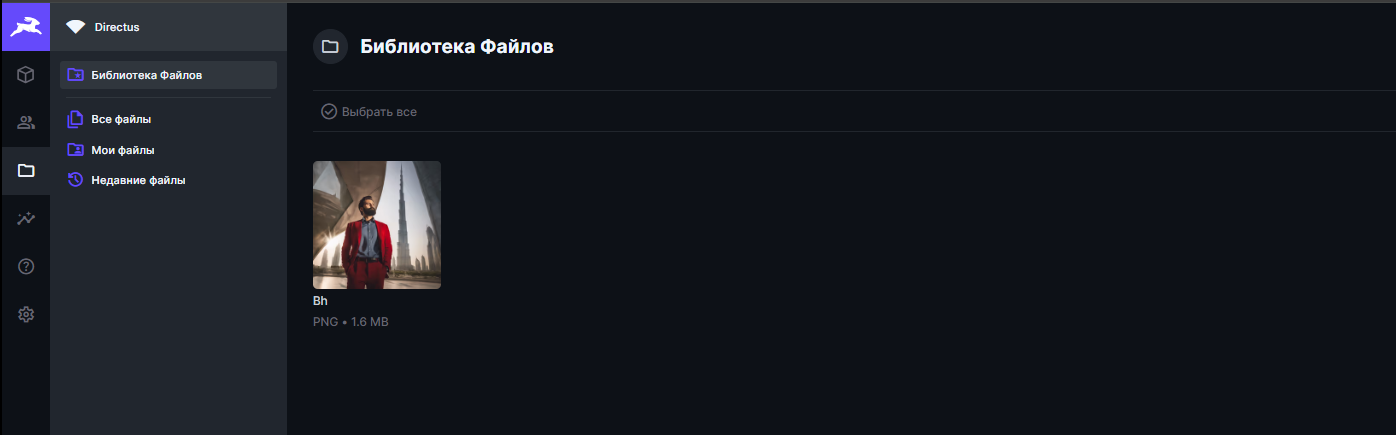 Directus
Библиотека Файлов
Все файлы
Мои файлы
Недавние файлы
Библиотека Файлов
Выбрать все
Bh
PNG • 1.6 MB